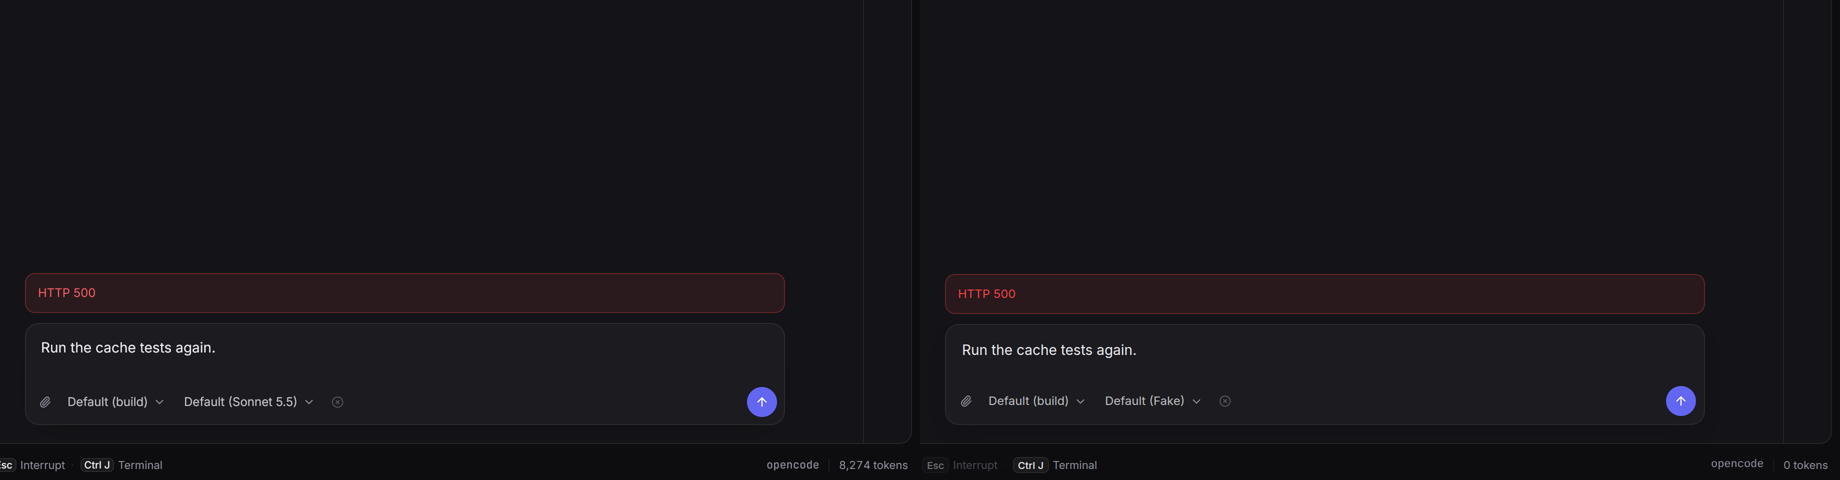 HTTP 500
Run the cache tests again.
Default (build) Default (Sonnet 5.5)
Esc Interrupt Ctrl J Terminal opencode 8,274 tokens
HTTP 500
Run the cache tests again.
Default (build) Default (Fake)
Esc Interrupt Ctrl J Terminal opencode 0 tokens